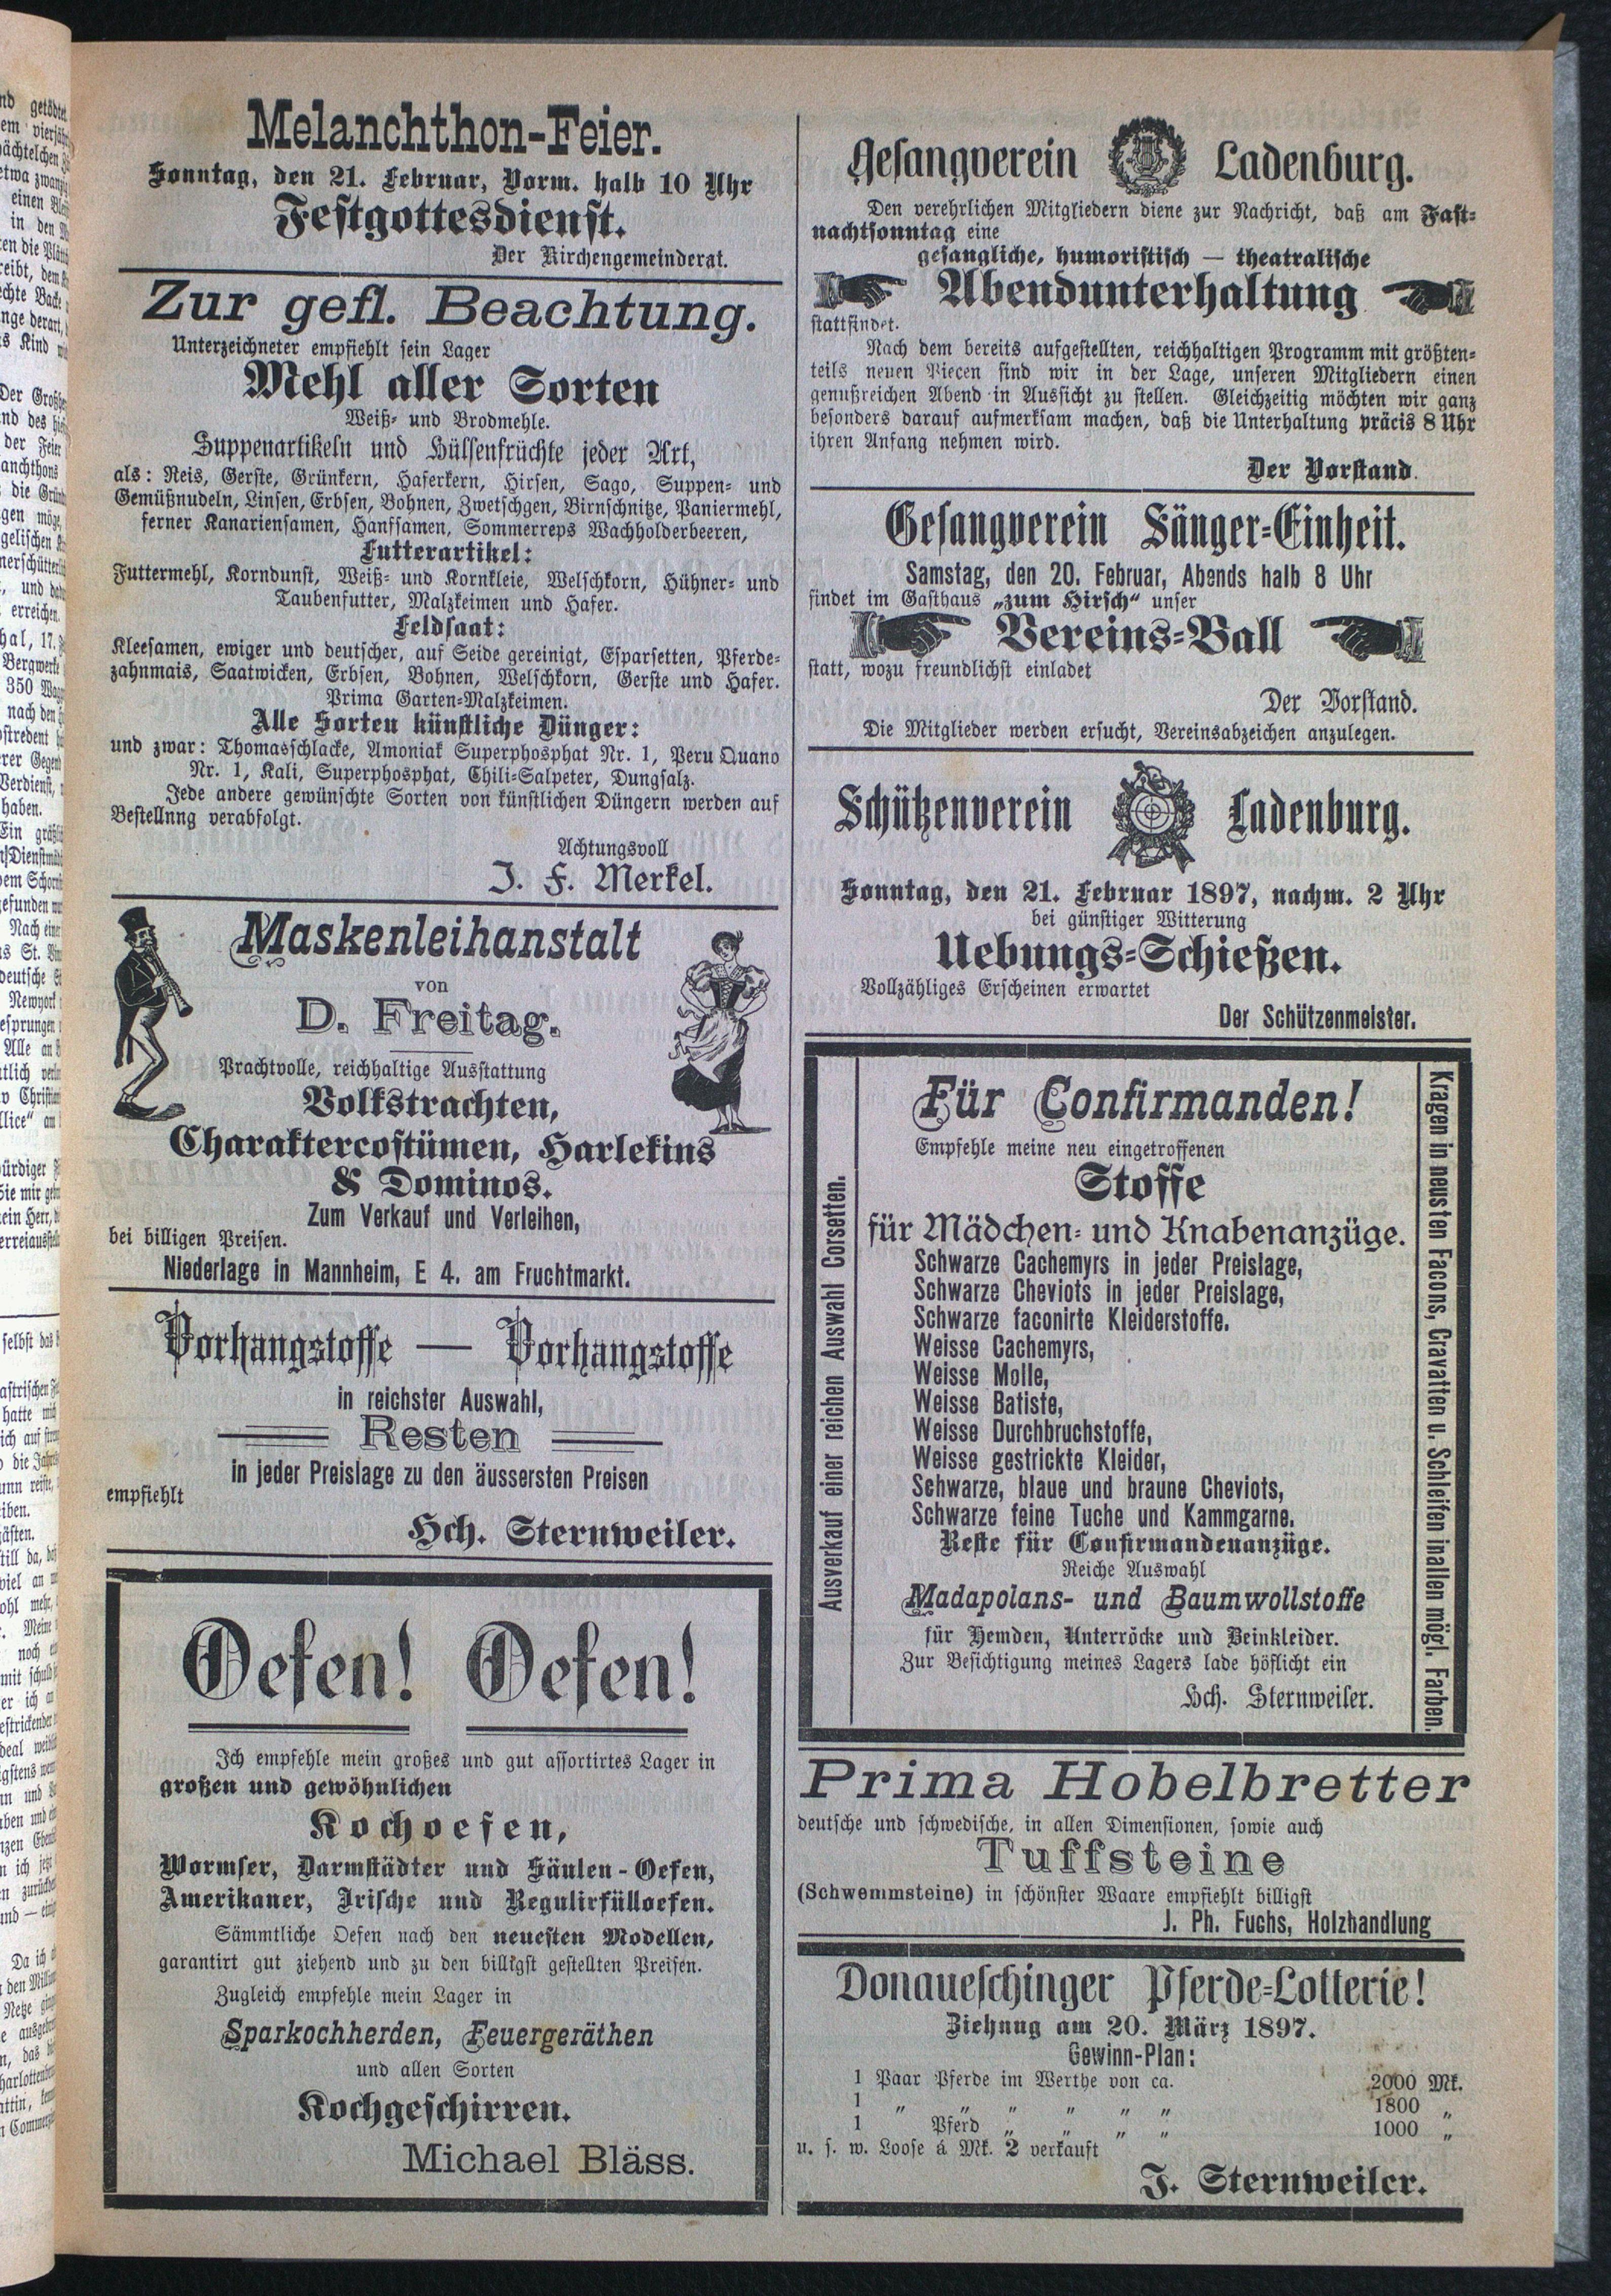 Melanchthon-Feier.
Sonntag, den 21. Februar, Vorm. halb 10 Uhr
Festgottesdienst.
Der Kirchengemeinderat.
Zur gefl. Beachtung.
Unterzeichneter empfiehlt sein Lager
Mehl aller Sorten
Weiß- und Brodmehle.
Suppenartikeln und Hülsenfrüchte jeder Art,
als: Reis, Gerste, Grünkern, Haferkern, Hirsen, Sago, Suppen- und
Gemüßnudeln, Linsen, Erbsen, Bohnen, Zwetschgen, Birnschnitze, Paniermehl,
ferner Kanariensamen, Hanfsamen, Sommerreps Wachholderbeeren,
Futterartikel:
Futtermehl, Korndunst, Weiß- und Kornkleie, Welschkorn, Hühner- und
Taubenfutter, Malzkeimen und Hafer.
Feldsaat:
Kleesamen, ewiger und deutscher, auf Seide gereinigt, Esparsetten, Pferde-
zahnmais, Saatwicken, Erbsen, Bohnen, Welschkorn, Gerste und Hafer.
Prima Garten-Malzkeimen.
Alle Sorten künstliche Dünger:
und zwar: Thomasschlacke, Amoniak Superphosphat Nr. 1, Peru Quano
Nr. 1, Kali, Superphosphat, Chili-Salpeter, Dungsalz.
Jede andere gewünschte Sorten von künstlichen Düngern werden auf
Bestellnng verabfolgt.
Achtungsvoll
J. F. Merkel.
Maskenleihanstalt
von
D. Freitag.
Prachtvolle, reichhaltige Ausstattung
Volkstrachten,
Charaktercostümen, Harlekins
& Dominos.
Zum Verkauf und Verleihen,
bei billigen Preisen.
Niederlage in Mannheim, E 4. am Fruchtmarkt.
Vorhangstoffe — Vorhangstoffe
in reichster Auswahl,
Resten
in jeder Preislage zu den äussersten Preisen
empfiehlt
Hch. Sternweiler.
Oefen! Oefen!
Ich empfehle mein großes und gut assortirtes Lager in
großen und gewöhnlichen
Kochoefen,
Wormser, Darmstädter und Säulen-Oefen,
Amerikaner, Irische und Regulirfülloefen.
Sämmtliche Oefen nach den neuesten Modellen,
garantirt gut ziehend und zu den billigst gestellten Preisen.
Zugleich empfehle mein Lager in
Sparkochherden, Feuergeräthen
und allen Sorten
Kochgeschirren.
Michael Bläss.
Gesangverein Ladenburg.
Den verehrlichen Mitgliedern diene zur Nachricht, daß am Fast-
nachtsonntag eine
gesangliche, humoristisch — theatralische
Abendunterhaltung
stattfindet.
Nach dem bereits aufgestellten, reichhaltigen Programm mit größten-
teils neuen Piecen sind wir in der Lage, unseren Mitgliedern einen
genußreichen Abend in Aussicht zu stellen. Gleichzeitig möchten wir ganz
besonders darauf aufmerksam machen, daß die Unterhaltung präcis 8 Uhr
ihren Anfang nehmen wird.
Der Vorstand.
Gesangverein Sänger-Einheit.
Samstag, den 20. Februar, Abends halb 8 Uhr
findet im Gasthaus „zum Hirsch“ unser
Vereins-Ball
statt, wozu freundlichst einladet
Der Vorstand.
Die Mitglieder werden ersucht, Vereinsabzeichen anzulegen.
Schützenverein Ladenburg.
Sonntag, den 21. Februar 1897, nachm. 2 Uhr
bei günstiger Witterung
Uebungs-Schießen.
Vollzähliges Erscheinen erwartet
Der Schützenmeister.
Ausverkauf einer reichen Auswahl Corsetten.
Für Confirmanden!
Empfehle meine neu eingetroffenen
Stoffe
für Mädchen- und Knabenanzüge.
Schwarze Cachemyrs in jeder Preislage,
Schwarze Cheviots in jeder Preislage,
Schwarze faconirte Kleiderstoffe.
Weisse Cachemyrs,
Weisse Molle,
Weisse Batiste,
Weisse Durchbruchstoffe,
Weisse gestrickte Kleider,
Schwarze, blaue und braune Cheviots,
Schwarze feine Tuche und Kammgarne.
Reste für Confirmandenanzüge.
Reiche Auswahl
Madapolans- und Baumwollstoffe
für Hemden, Unterröcke und Beinkleider.
Zur Besichtigung meines Lagers lade höflicht ein
Hch. Sternweiler.
Kragen in neusten Facons, Cravatten u. Schleifen inallen mögl. Farben.
Prima Hobelbretter
deutsche und schwedische, in allen Dimensionen, sowie auch
Tuffsteine
(Schwemmsteine) in schönster Waare empfiehlt billigst
J. Ph. Fuchs, Holzhandlung
Donaueschinger Pferde-Lotterie!
Ziehnng am 20. März 1897.
Gewinn-Plan:
1 Paar Pferde im Werthe von ca. 2000 Mk.
1 „ „ „ „ „ „ 1800 „
1 Pferd „ „ „ „ 1000 „
u. s. w. Loose á Mk. 2 verkauft
J. Sternweiler.